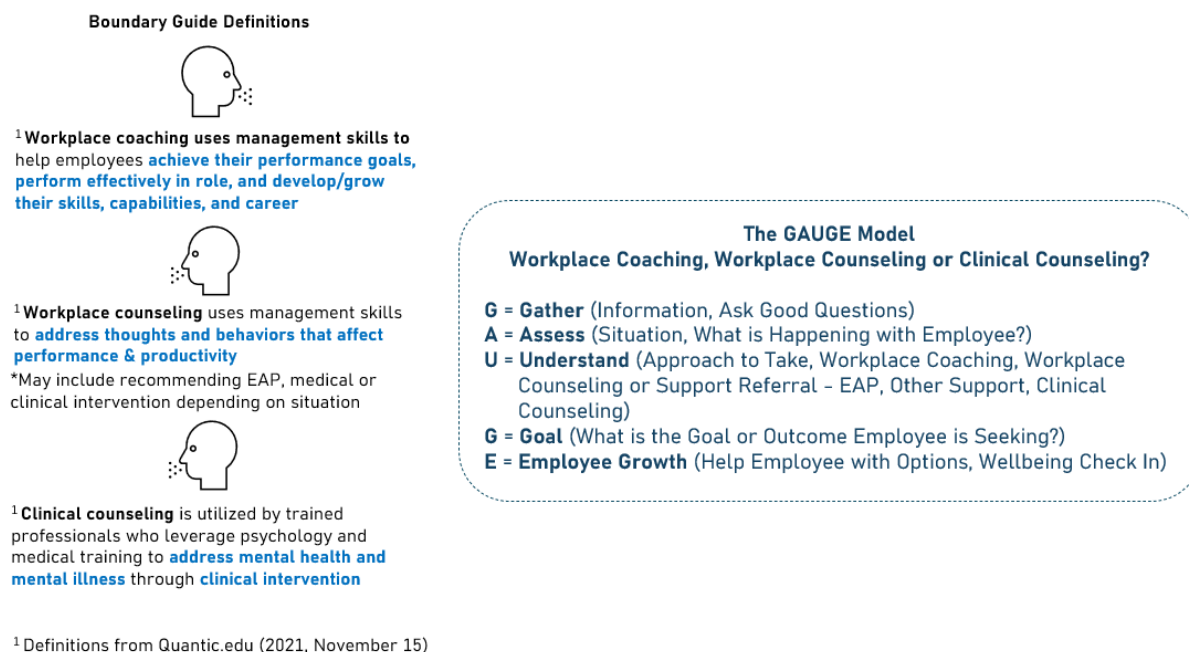 Boundary Guide Definitions
1 Workplace coaching uses management skills to
help employees achieve their performance goals,
perform effectively in role, and develop/grow
their skills, capabilities, and career
1 Workplace counseling uses management skills
to address thoughts and behaviors that affect
performance & productivity
*May include recommending EAP, medical or
clinical intervention depending on situation
1 Clinical counseling is utilized by trained
professionals who leverage psychology and
medical training to address mental health and
mental illness through clinical intervention
1 Definitions from Quantic.edu (2021, November 15)
The GAUGE Model
Workplace Coaching, Workplace Counseling or Clinical Counseling?
G = Gather (Information, Ask Good Questions)
A = Assess (Situation, What is Happening with Employee?)
U = Understand (Approach to Take, Workplace Coaching, Workplace
Counseling or Support Referral – EAP, Other Support, Clinical
Counseling)
G = Goal (What is the Goal or Outcome Employee is Seeking?)
E = Employee Growth (Help Employee with Options, Wellbeing Check In)